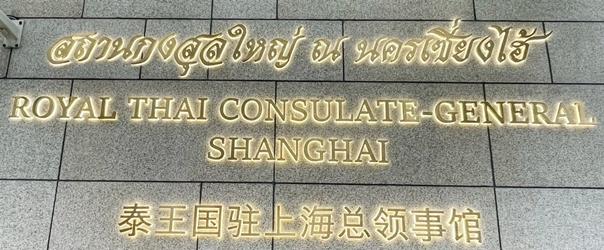 สถานกงสุลใหญ่ ณ นครเซี่ยงไฮ้
ROYAL THAI CONSULATE-GENERAL
SHANGHAI
泰王国驻上海总领事馆